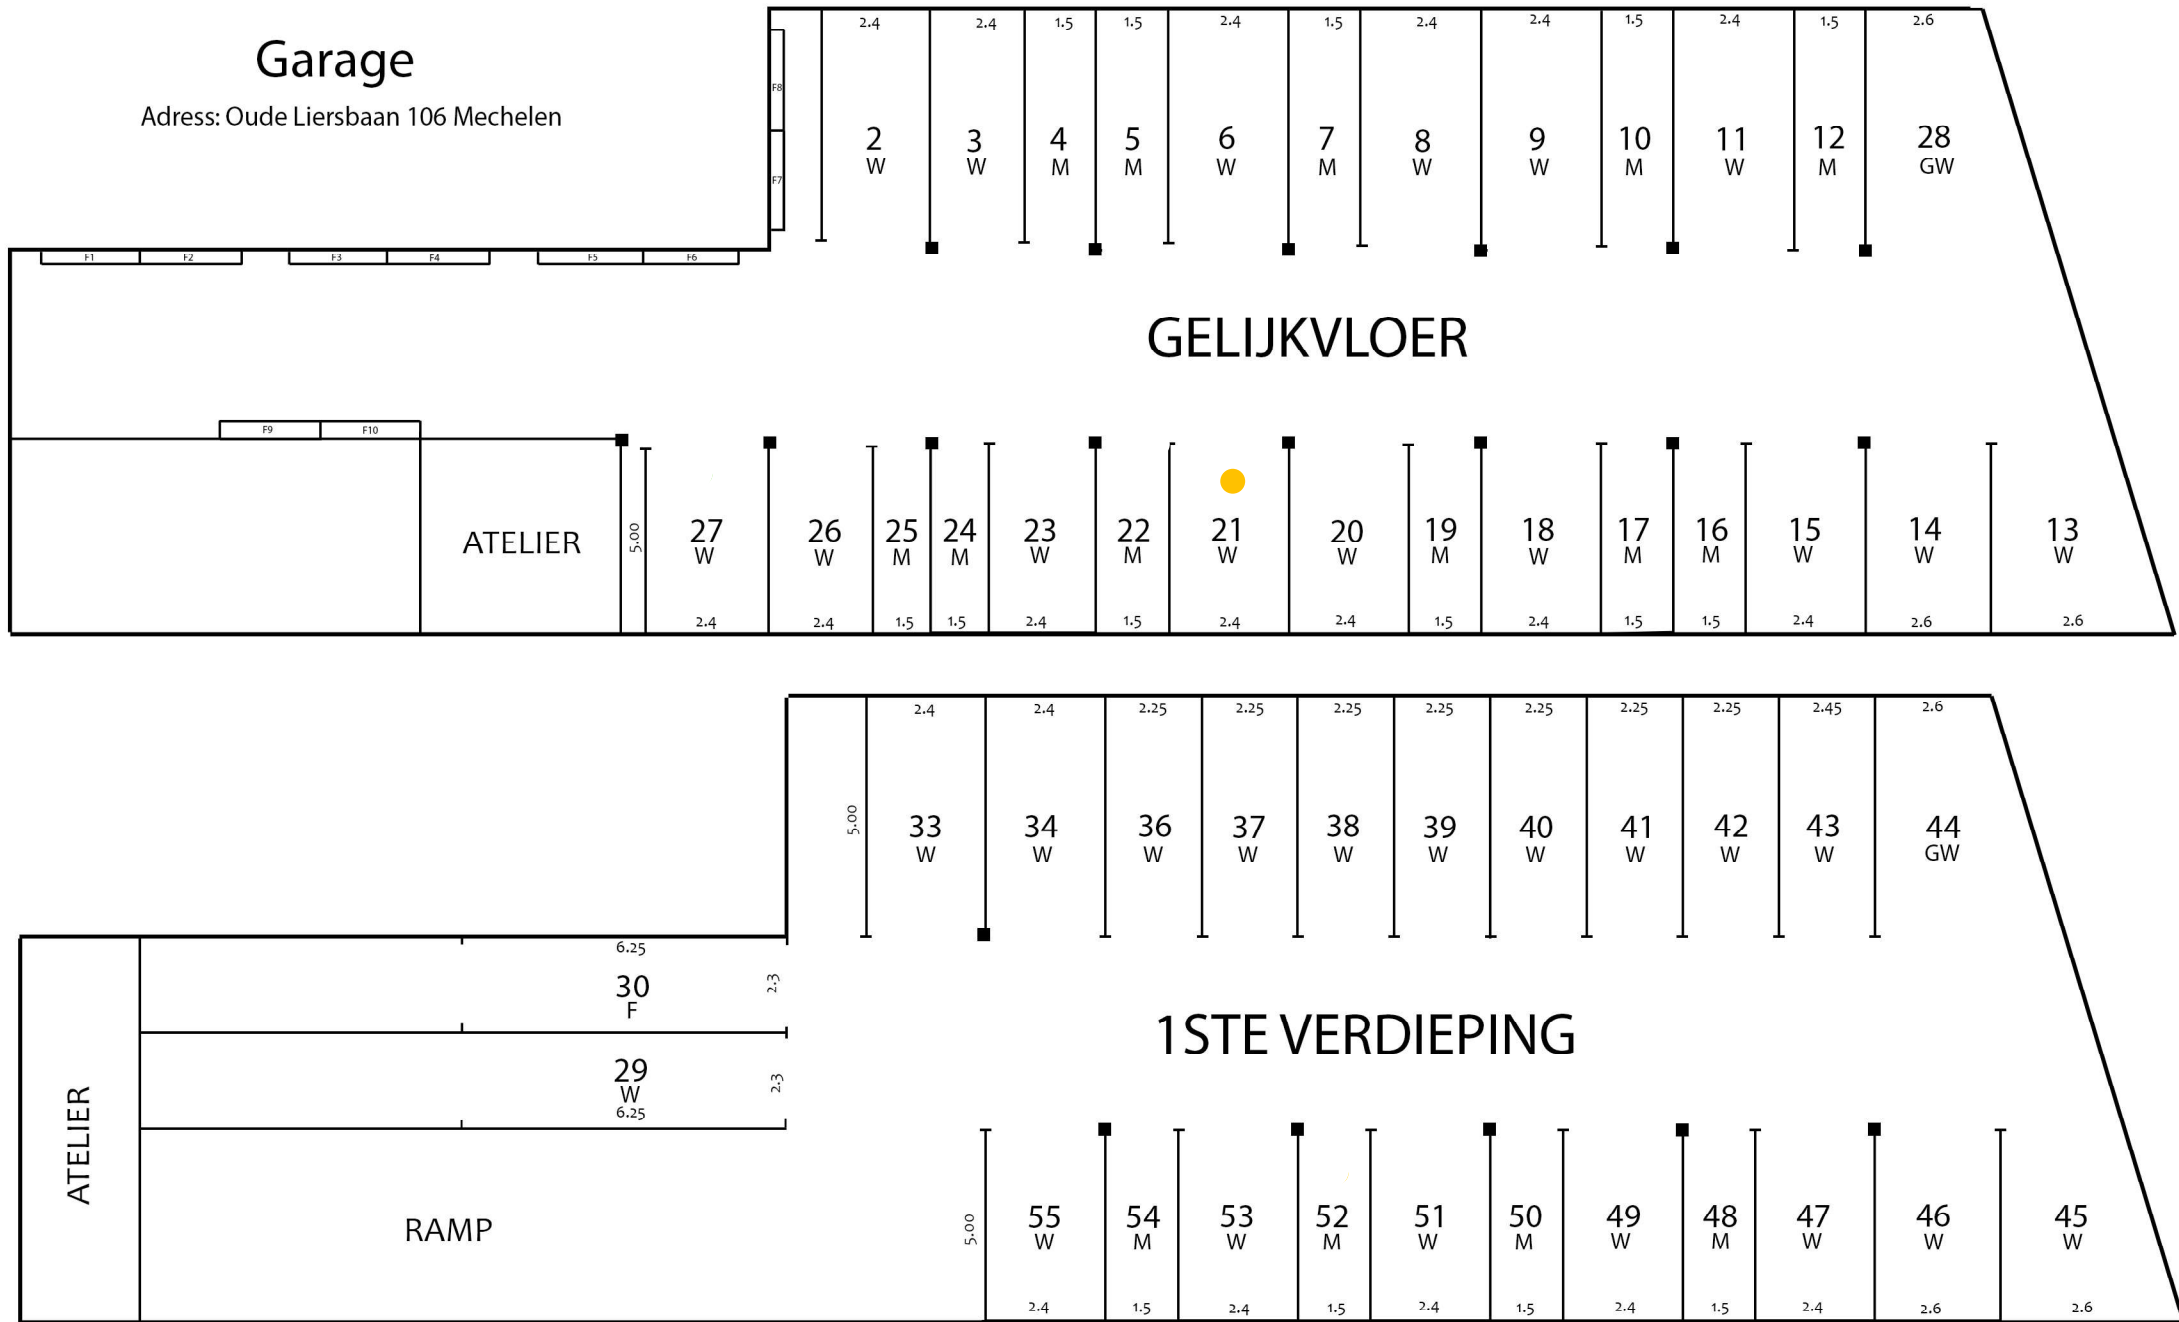 Garage
Adress: Oude Liersbaan 106 Mechelen
2.4 2.4 1.5 1.5 2.4 1.5 2.4 2.4 1.5 2.4 1.5 2.6
F8
F7
2 3 4 5 6 7 8 9 10 11 12 28
W W M M W M W W M W M GW
F1 F2 F3 F4 F5 F6
GELIJKVLOER
F9 F10
ATELIER
5.00
27 26 25 24 23 22 21 20 19 18 17 16 15 14 13
W W M M W M W W M W M M W W W
2.4 2.4 1.5 1.5 2.4 1.5 2.4 2.4 1.5 2.4 1.5 1.5 2.4 2.6 2.6
2.4 2.4 2.25 2.25 2.25 2.25 2.25 2.25 2.25 2.45 2.6
5.00
33 34 36 37 38 39 40 41 42 43 44
W W W W W W W W W W GW
6.25
30
F
2.3
1STE VERDIEPING
29
W
6.25
2.3
ATELIER
RAMP
5.00
55 54 53 52 51 50 49 48 47 46 45
W M W M W M W M W W W
2.4 1.5 2.4 1.5 2.4 1.5 2.4 1.5 2.4 2.6 2.6